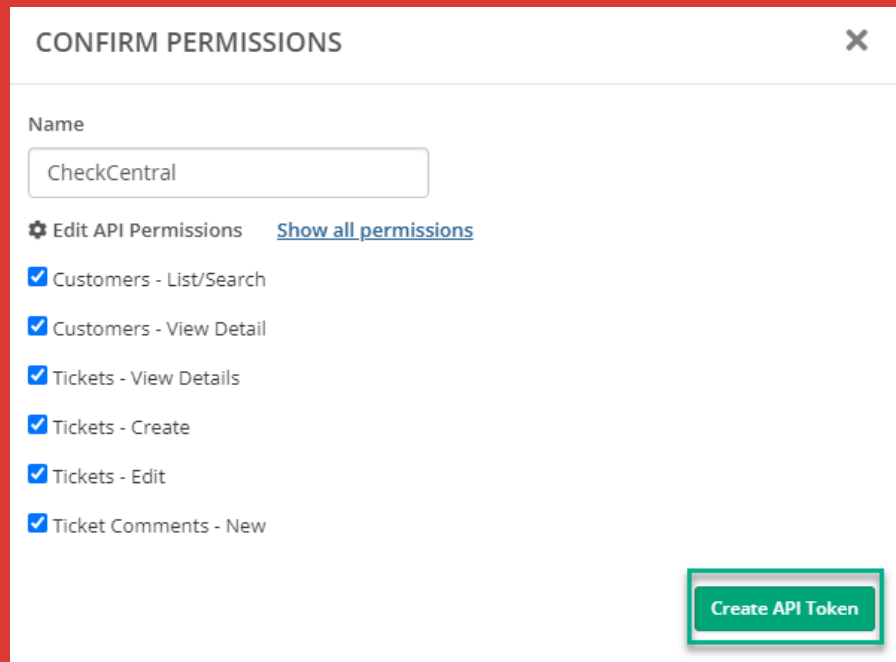 CONFIRM PERMISSIONS
Name
CheckCentral
Edit API Permissions Show all permissions
Customers - List/Search
Customers - View Detail
Tickets - View Details
Tickets - Create
Tickets - Edit
Ticket Comments - New
Create API Token